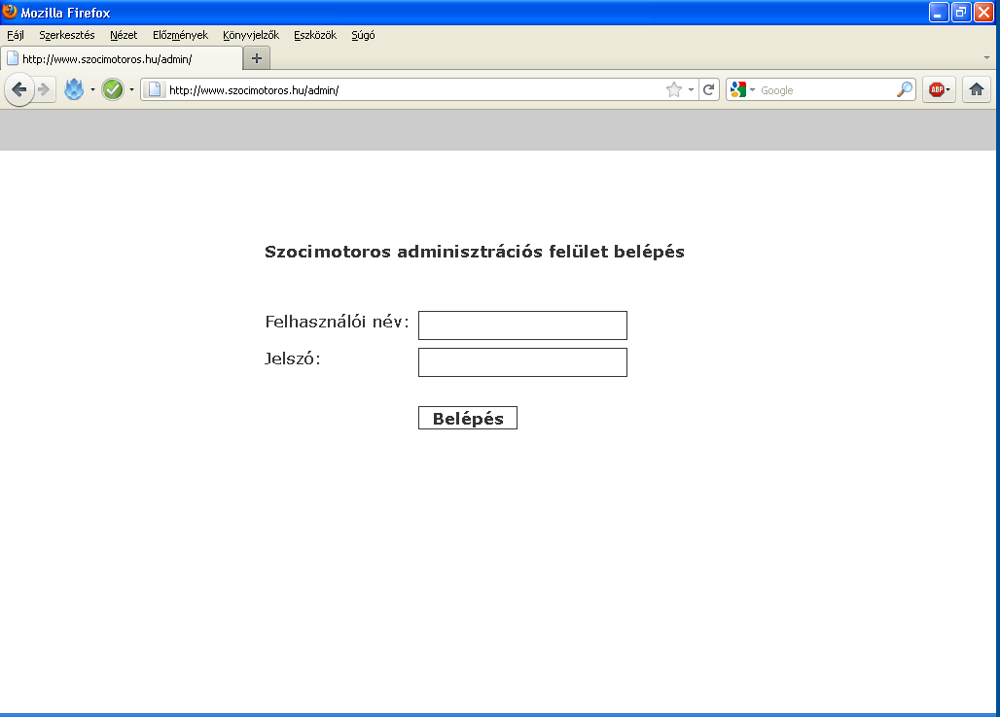 Mozilla Firefox
Fájl Szerkesztés Nézet Előzmények Könyvjelzők Eszközök Súgó
http://www.szocimotoros.hu/admin/
http://www.szocimotoros.hu/admin/ Google ABP
Szocimotoros adminisztrációs felület belépés
Felhasználói név:
Jelszó:
Belépés